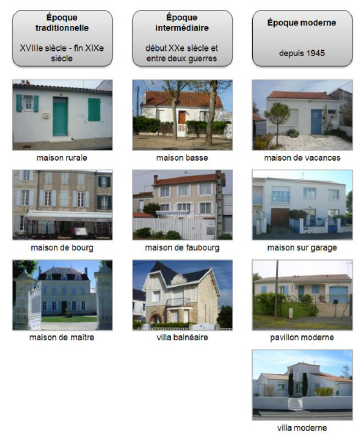 Époque
traditionnelle
XVIIIe siècle - fin XIXe
siècle
Époque
intermédiaire
début XXe siècle et
entre deux guerres
Époque moderne
depuis 1945
maison rurale
maison basse
maison de vacances
maison de bourg
maison de faubourg
maison sur garage
maison de maître
villa balnéaire
pavillon moderne
villa moderne